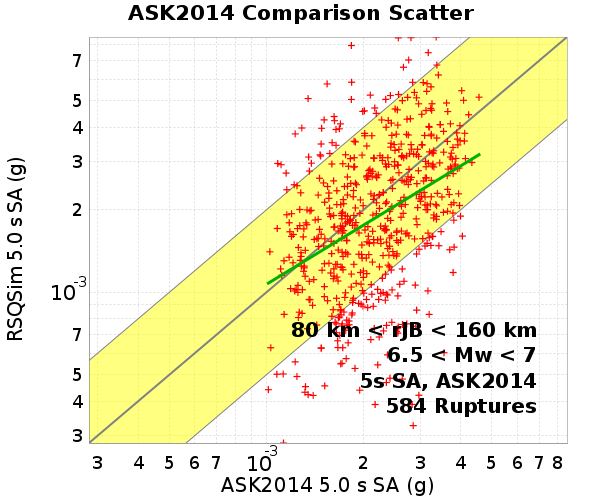 ASK2014 Comparison Scatter
RSQSim 5.0 s SA (g)
7
5
4
3
2
10-3
7
5
4
3
80 km < rJB < 160 km
6.5 < Mw < 7
5s SA, ASK2014
584 Ruptures
3 4 5 6 7 10-3 2 3 4 5 6 7 8
ASK2014 5.0 s SA (g)